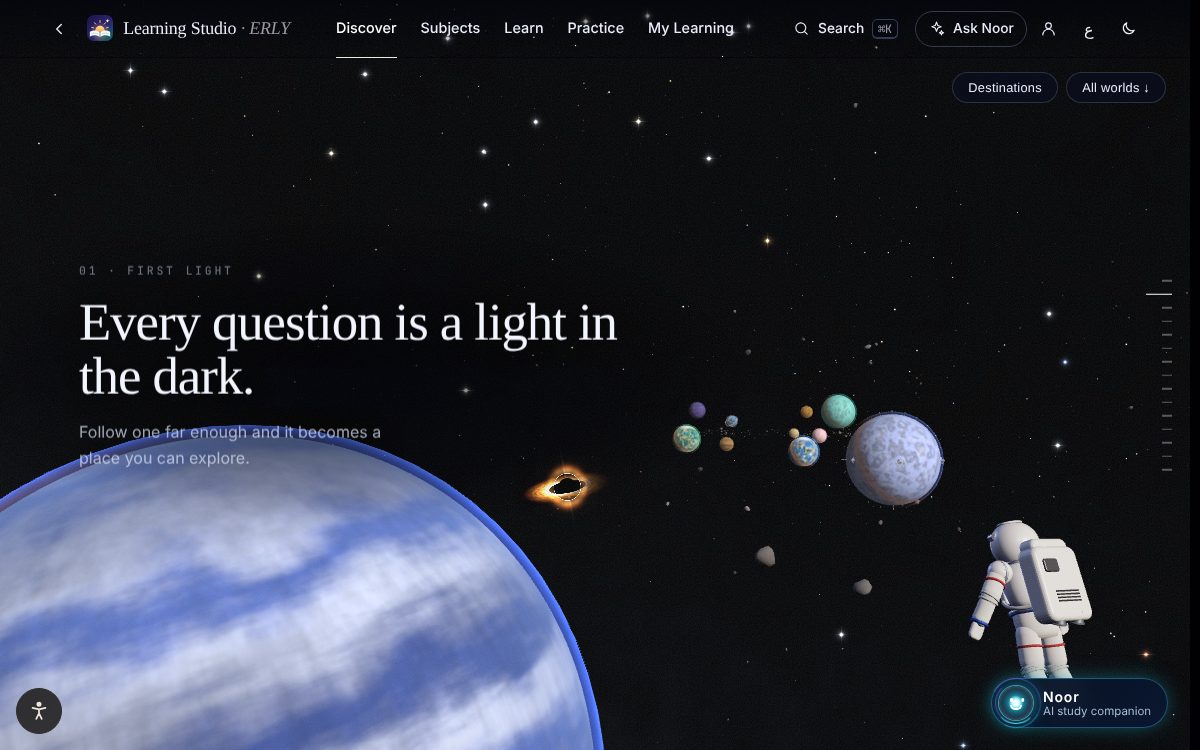 Learning Studio · ERLY
Discover
Subjects
Learn
Practice
My Learning
Search ⌘K
Ask Noor
ع
Destinations
All worlds ↓
01 · FIRST LIGHT
Every question is a light in
the dark.
Follow one far enough and it becomes a
place you can explore.
Noor
AI study companion